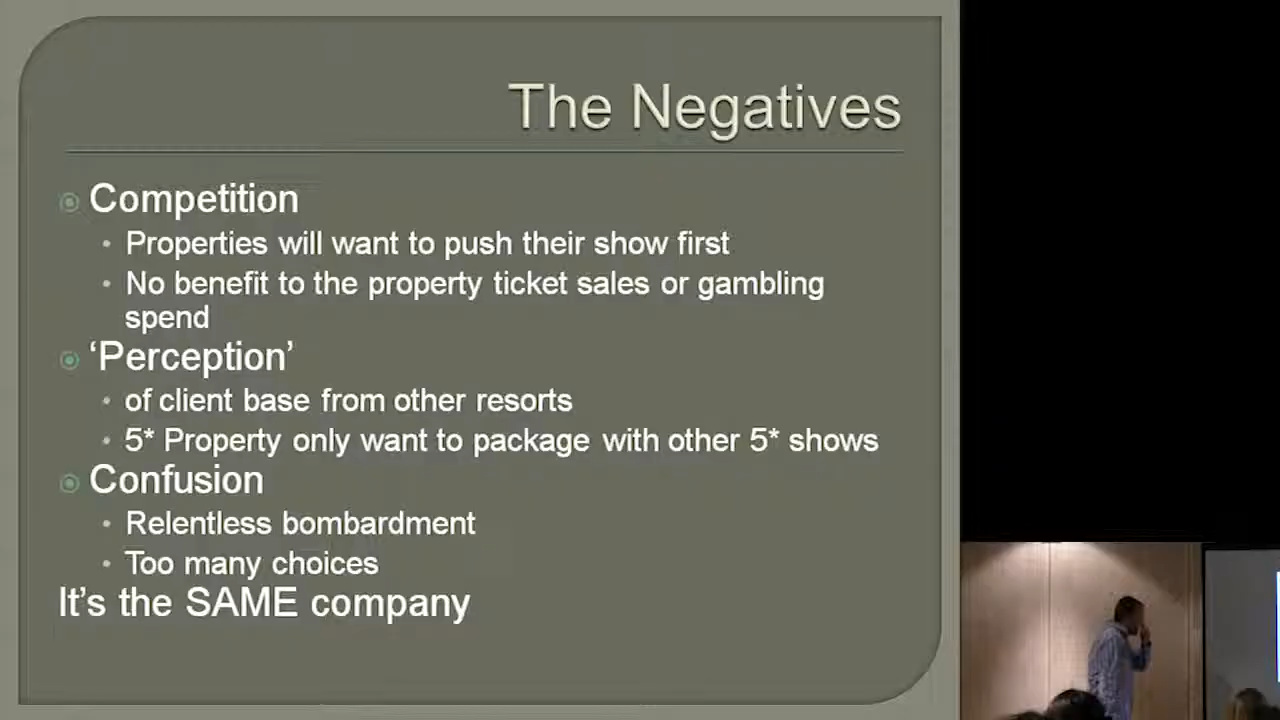 The Negatives
Competition
Properties will want to push their show first
No benefit to the property ticket sales or gambling
spend
‘Perception’
of client base from other resorts
5* Property only want to package with other 5* shows
Confusion
Relentless bombardment
Too many choices
It’s the SAME company